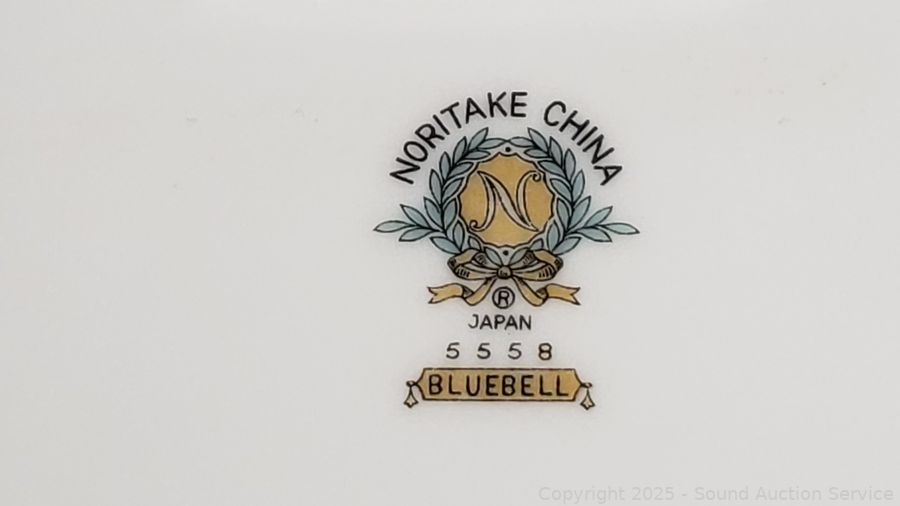 NORITAKE CHINA
N
®
JAPAN
5558
BLUEBELL
Copyright 2025 - Sound Auction Service